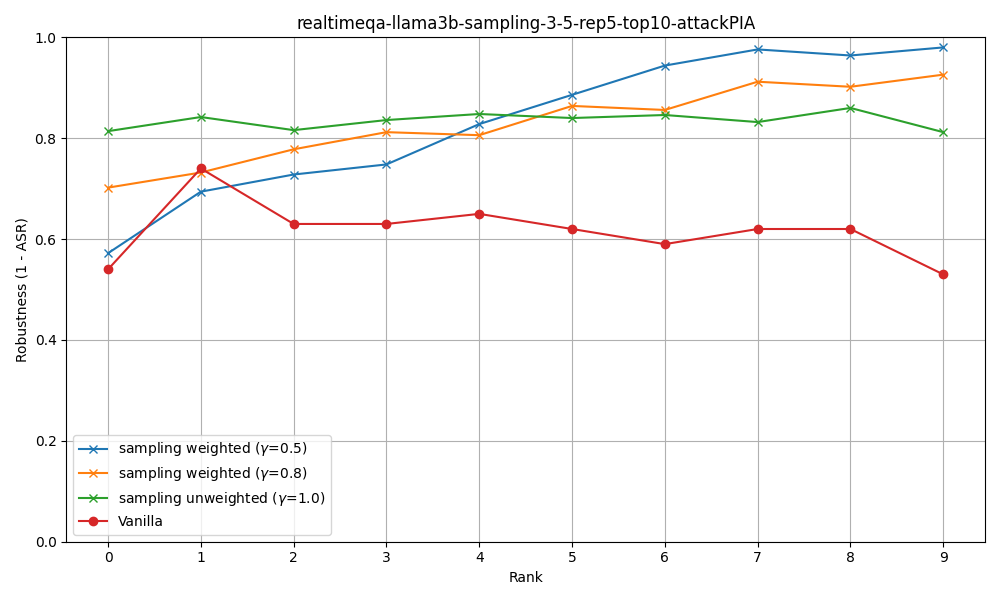 realtimeqa-llama3b-sampling-3-5-rep5-top10-attackPIA
Robustness (1 - ASR)
1.0
0.8
0.6
0.4
0.2
0.0
sampling weighted (γ=0.5)
sampling weighted (γ=0.8)
sampling unweighted (γ=1.0)
Vanilla
0 1 2 3 4 5 6 7 8 9
Rank